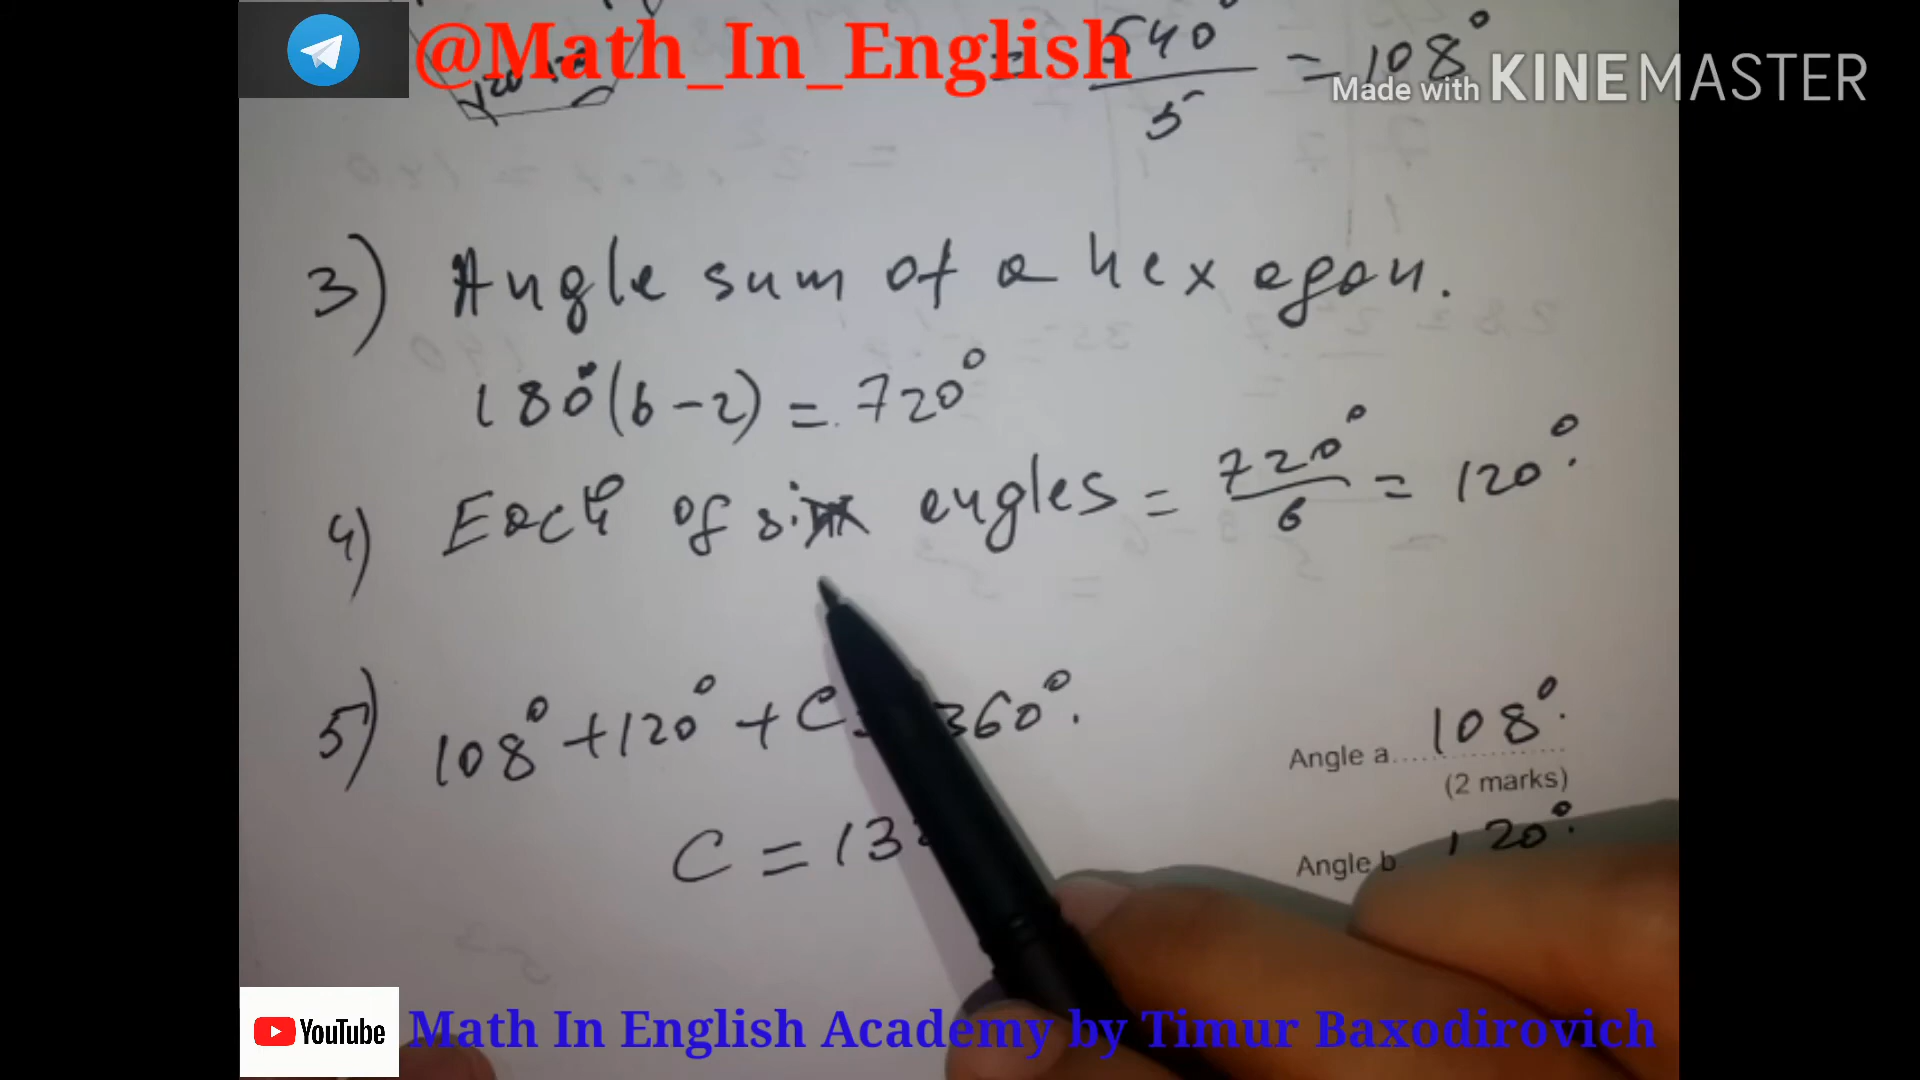 @Math_In_English
= 540° / 5 = 108°
Made with KINEMASTER
3) Angle sum of a hexagon.
180°(6-2) = 720°
4) Each of six angles = 720° / 6 = 120°.
5) 108° + 120° + C = 360°.
C = 13
Angle a 108°.
(2 marks)
Angle b 120°.
YouTube Math In English Academy by Timur Baxodirovich